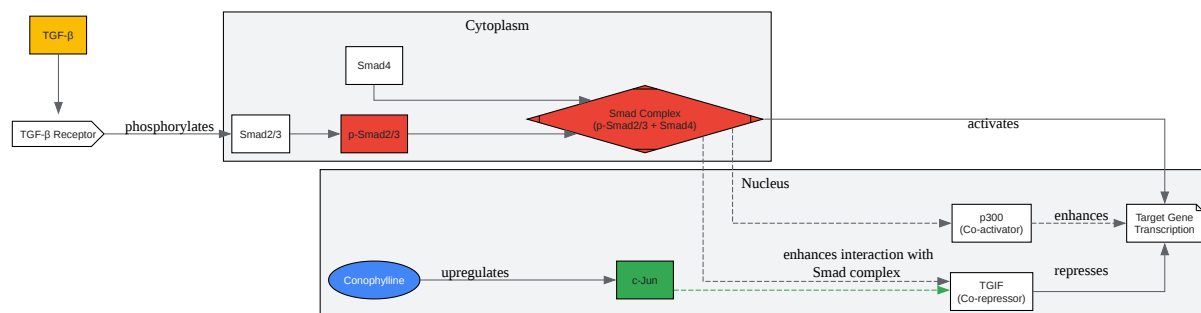 Cytoplasm
TGF-β
Smad4
Smad Complex
(p-Smad2/3 + Smad4)
TGF-β Receptor
phosphorylates
Smad2/3
p-Smad2/3
activates
Nucleus
p300
(Co-activator)
enhances
Target Gene
Transcription
Conophylline
upregulates
c-Jun
enhances interaction with
Smad complex
TGIF
(Co-repressor)
represses